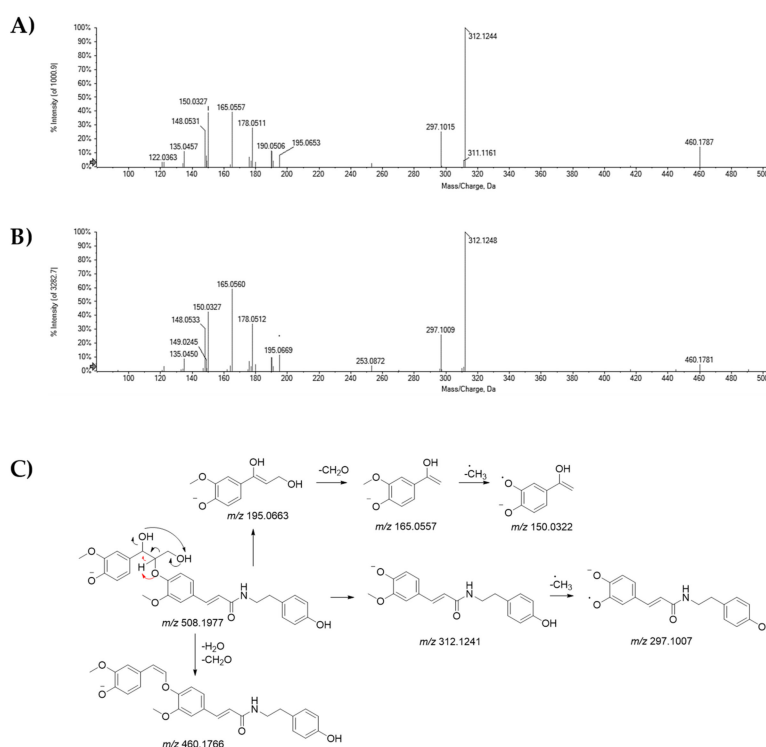 A)
100%
90%
80%
70%
60%
50%
40%
30%
20%
10%
0%
% Intensity [of 1000.9]
122.0363
135.0457
148.0531
150.0327
165.0557
178.0511
190.0506
195.0653
297.1015
312.1244
311.1161
460.1787
100 120 140 160 180 200 220 240 260 280 300 320 340 360 380 400 420 440 460 480 500
Mass/Charge, Da
B)
100%
90%
80%
70%
60%
50%
40%
30%
20%
10%
0%
% Intensity [of 3282.7]
135.0450
149.0245
148.0533
150.0327
165.0560
178.0512
195.0669
253.0872
297.1009
312.1248
460.1781
100 120 140 160 180 200 220 240 260 280 300 320 340 360 380 400 420 440 460 480 500
Mass/Charge, Da
C)
OH
O
OH
-O
m/z 195.0663
-CH2O
OH
O
-O
m/z 165.0557
-CH3
OH
O
-O
m/z 150.0322
OH
O
OH
H
-O
O
O
H
N
O
OH
m/z 508.1977
-O
O
H
N
O
OH
m/z 312.1241
-CH3
-O
O
H
N
O
O
m/z 297.1007
-H2O
-CH2O
O
-O
O
O
H
N
O
OH
m/z 460.1766